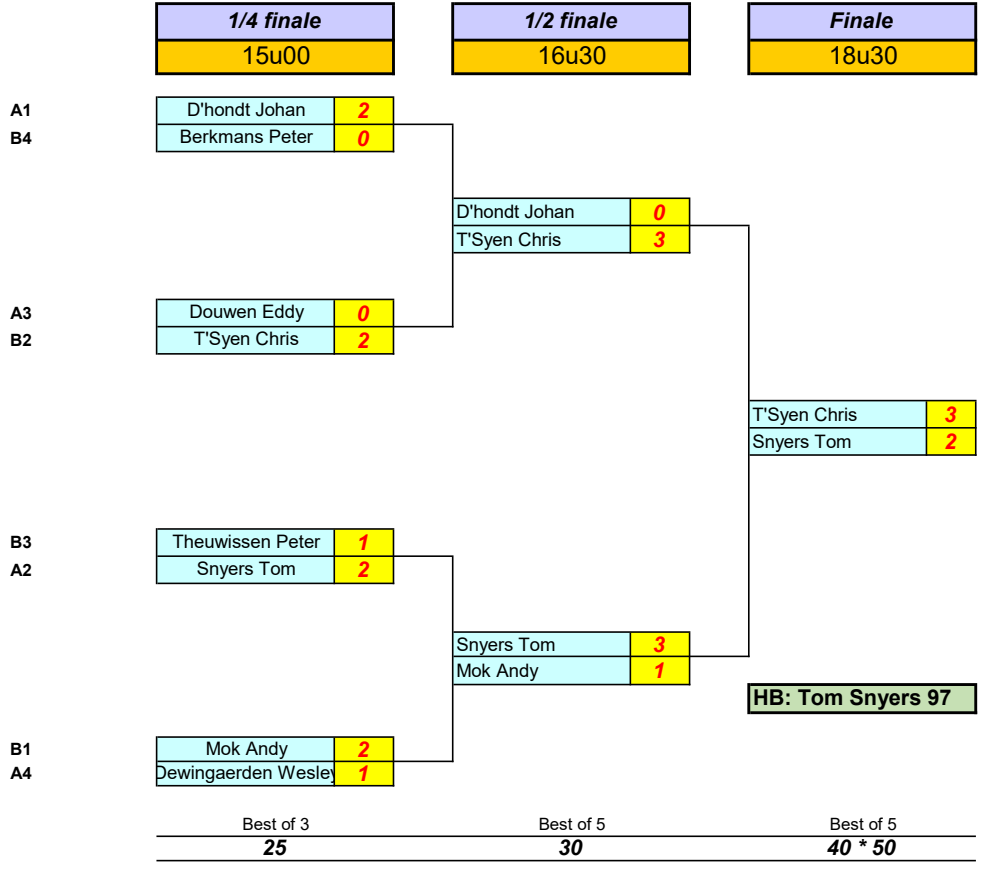 1/4 finale 1/2 finale Finale
15u00 16u30 18u30
A1 D'hondt Johan 2
B4 Berkmans Peter 0
D'hondt Johan 0
T'Syen Chris 3
A3 Douwen Eddy 0
B2 T'Syen Chris 2
T'Syen Chris 3
Snyers Tom 2
B3 Theuwissen Peter 1
A2 Snyers Tom 2
Snyers Tom 3
Mok Andy 1
HB: Tom Snyers 97
B1 Mok Andy 2
A4 Dewingaerden Wesley 1
Best of 3 Best of 5 Best of 5
25 30 40 * 50